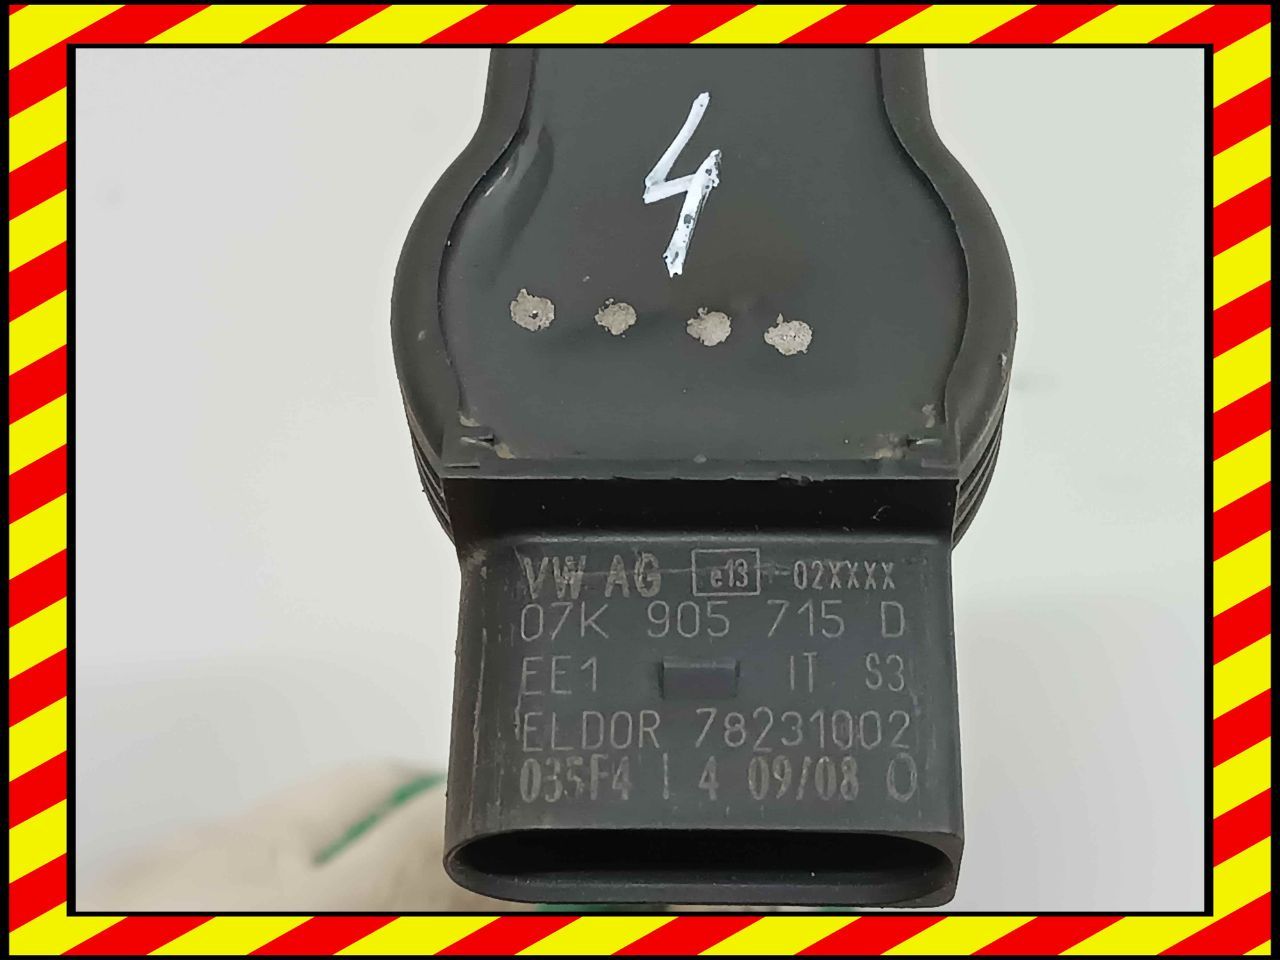 4
VW AG e13 -02XXXX
07K 905 715 D
EE1 IT S3
ELDOR 78231002
035F4 1 4 09/08 O